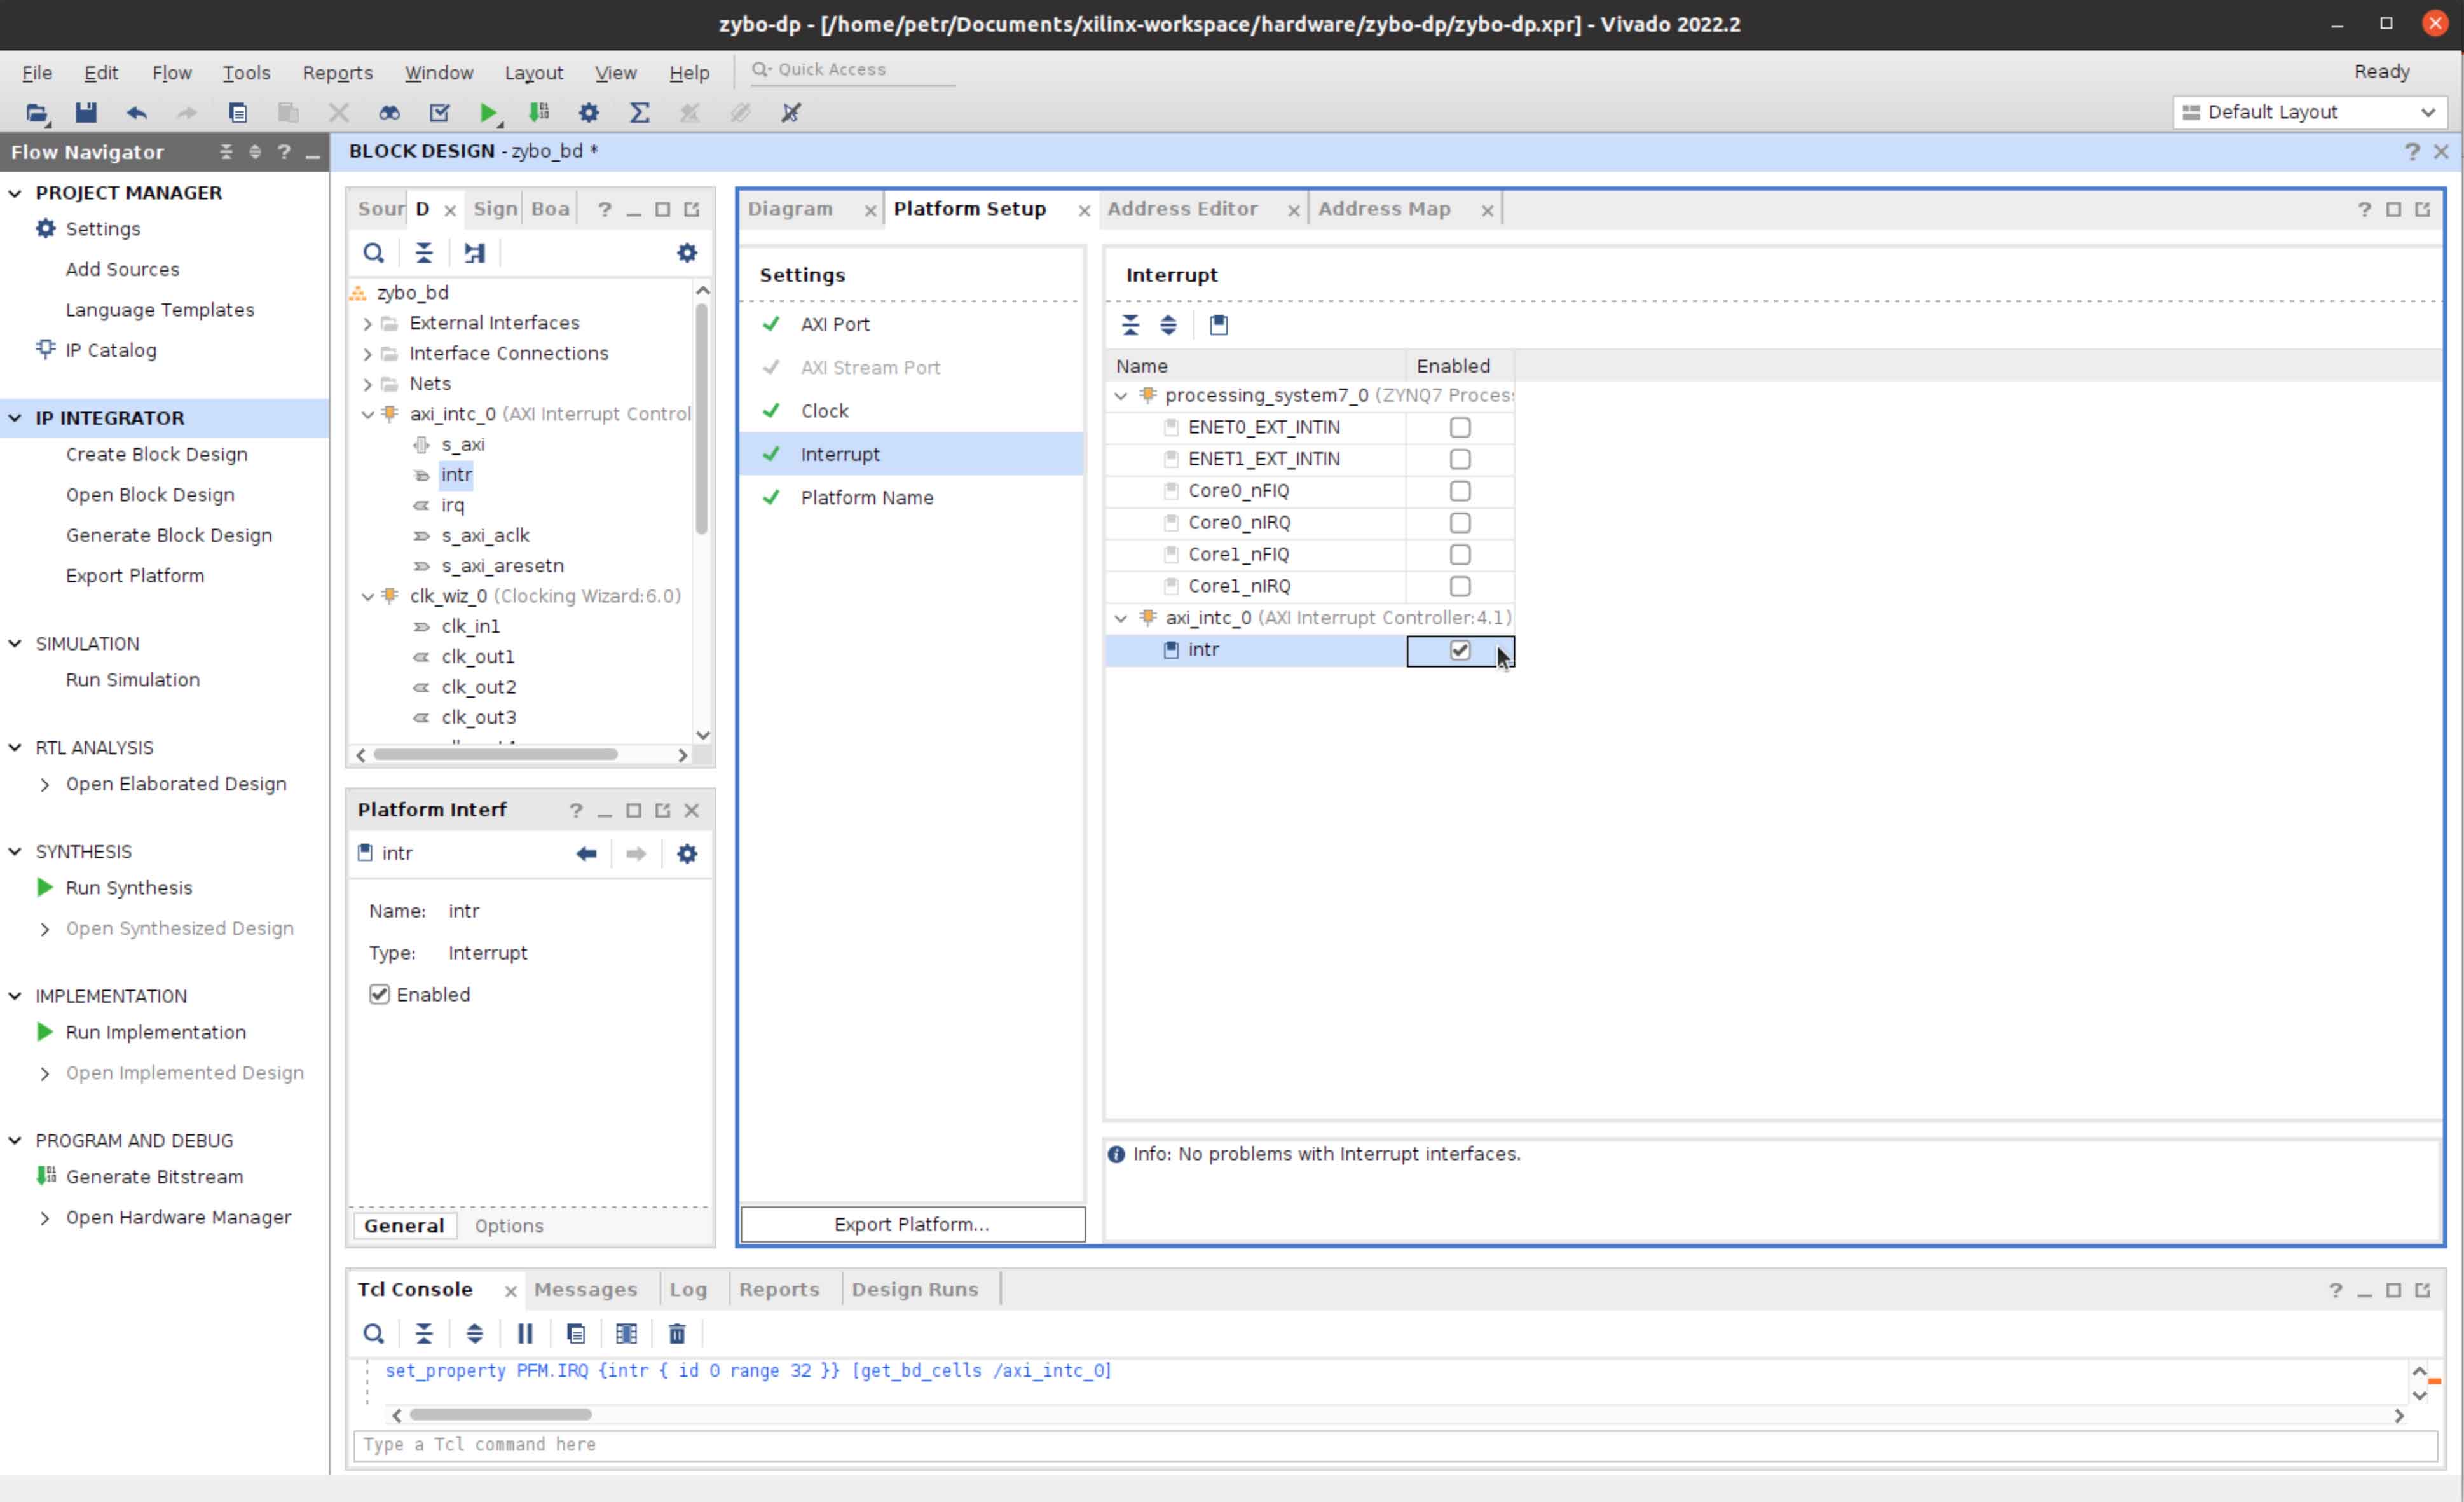 zybo-dp - [/home/petr/Documents/xilinx-workspace/hardware/zybo-dp/zybo-dp.xpr] - Vivado 2022.2
File Edit Flow Tools Reports Window Layout View Help Quick Access Ready
Default Layout
Flow Navigator
PROJECT MANAGER
Settings
Add Sources
Language Templates
IP Catalog
IP INTEGRATOR
Create Block Design
Open Block Design
Generate Block Design
Export Platform
SIMULATION
Run Simulation
RTL ANALYSIS
Open Elaborated Design
SYNTHESIS
Run Synthesis
Open Synthesized Design
IMPLEMENTATION
Run Implementation
Open Implemented Design
PROGRAM AND DEBUG
Generate Bitstream
Open Hardware Manager
BLOCK DESIGN - zybo_bd *
Sour D Sign Boa
zybo_bd
External Interfaces
Interface Connections
Nets
axi_intc_0 (AXI Interrupt Control
s_axi
intr
irq
s_axi_aclk
s_axi_aresetn
clk_wiz_0 (Clocking Wizard:6.0)
clk_in1
clk_out1
clk_out2
clk_out3
Platform Interf
intr
Name: intr
Type: Interrupt
Enabled
General Options
Diagram Platform Setup Address Editor Address Map
Settings
AXI Port
AXI Stream Port
Clock
Interrupt
Platform Name
Export Platform...
Interrupt
Name Enabled
processing_system7_0 (ZYNQ7 Process
ENET0_EXT_INTIN
ENET1_EXT_INTIN
Core0_nFIQ
Core0_nIRQ
Core1_nFIQ
Core1_nIRQ
axi_intc_0 (AXI Interrupt Controller:4.1)
intr
Info: No problems with Interrupt interfaces.
Tcl Console Messages Log Reports Design Runs
set_property PFM.IRQ {intr { id 0 range 32 }} [get_bd_cells /axi_intc_0]
Type a Tcl command here